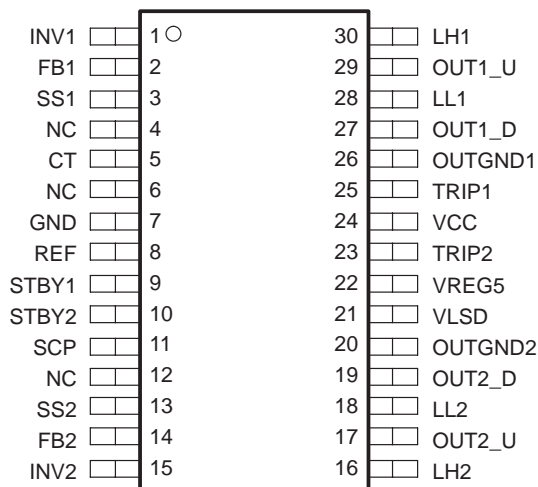 INV1 1 30 LH1
FB1 2 29 OUT1_U
SS1 3 28 LL1
NC 4 27 OUT1_D
CT 5 26 OUTGND1
NC 6 25 TRIP1
GND 7 24 VCC
REF 8 23 TRIP2
STBY1 9 22 VREG5
STBY2 10 21 VLSD
SCP 11 20 OUTGND2
NC 12 19 OUT2_D
SS2 13 18 LL2
FB2 14 17 OUT2_U
INV2 15 16 LH2